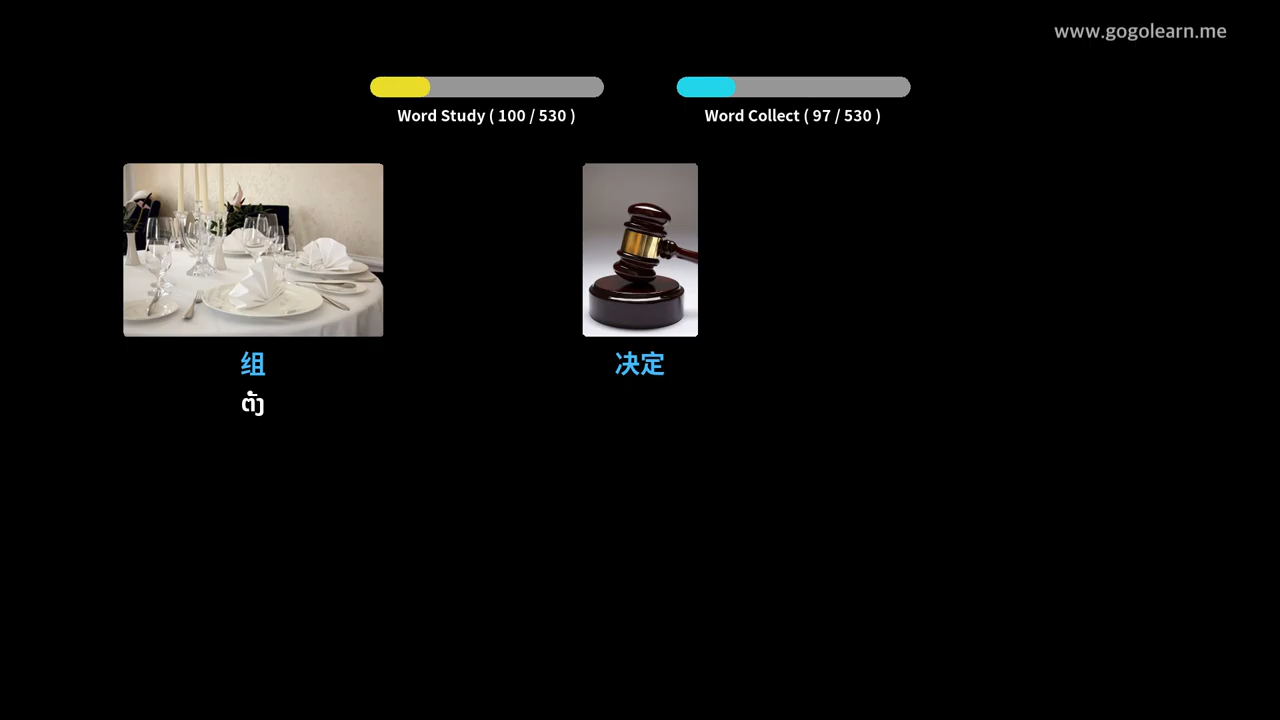 www.gogolearn.me
Word Study ( 100 / 530 )
Word Collect ( 97 / 530 )
组
ຕັ້ງ
决定